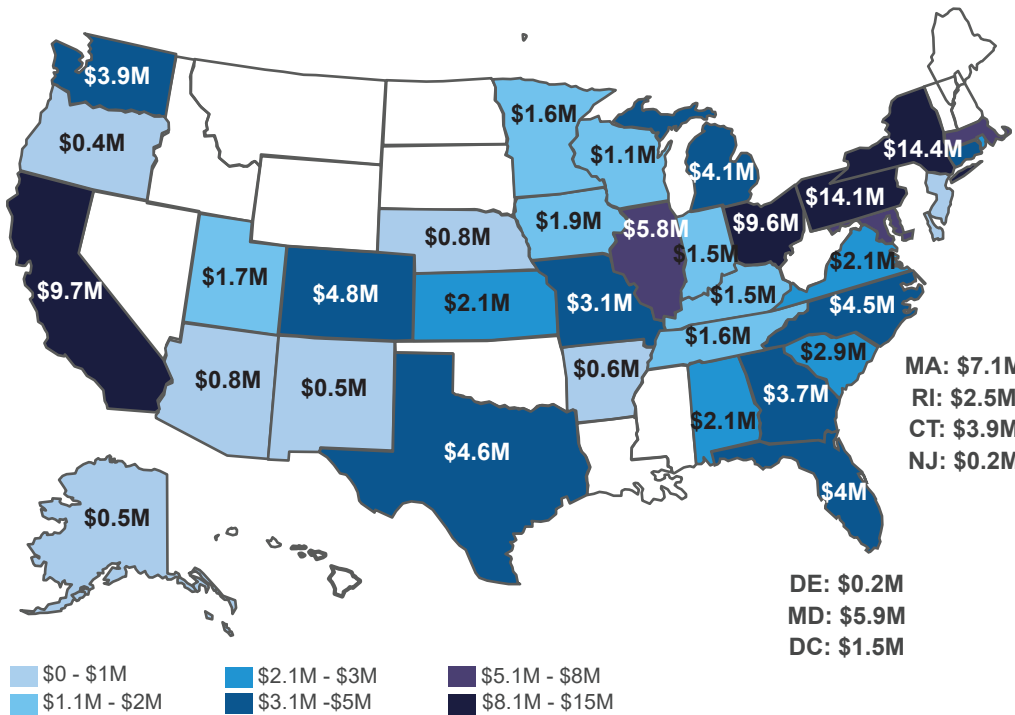 $3.9M
$0.4M
$9.7M
$1.7M
$0.8M
$0.5M
$4.8M
$0.8M
$2.1M
$4.6M
$1.6M
$1.1M
$1.9M
$3.1M
$0.6M
$5.8M
$1.5M
$4.1M
$9.6M
$14.1M
$14.4M
$1.5M
$1.6M
$2.1M
$4.5M
$2.9M
$2.1M
$3.7M
$4M
$0.5M
MA: $7.1M
RI: $2.5M
CT: $3.9M
NJ: $0.2M
DE: $0.2M
MD: $5.9M
DC: $1.5M
$0 - $1M
$1.1M - $2M
$2.1M - $3M
$3.1M -$5M
$5.1M - $8M
$8.1M - $15M